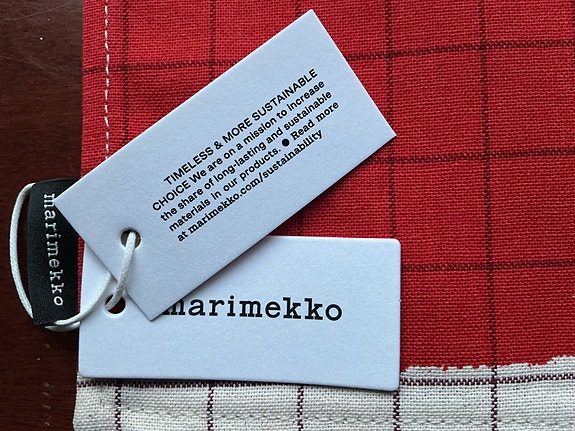 TIMELESS & MORE SUSTAINABLE
CHOICE We are on a mission to increase
the share of long-lasting and sustainable
materials in our products. ● Read more
at marimekko.com/sustainability
marimekko
marimekko